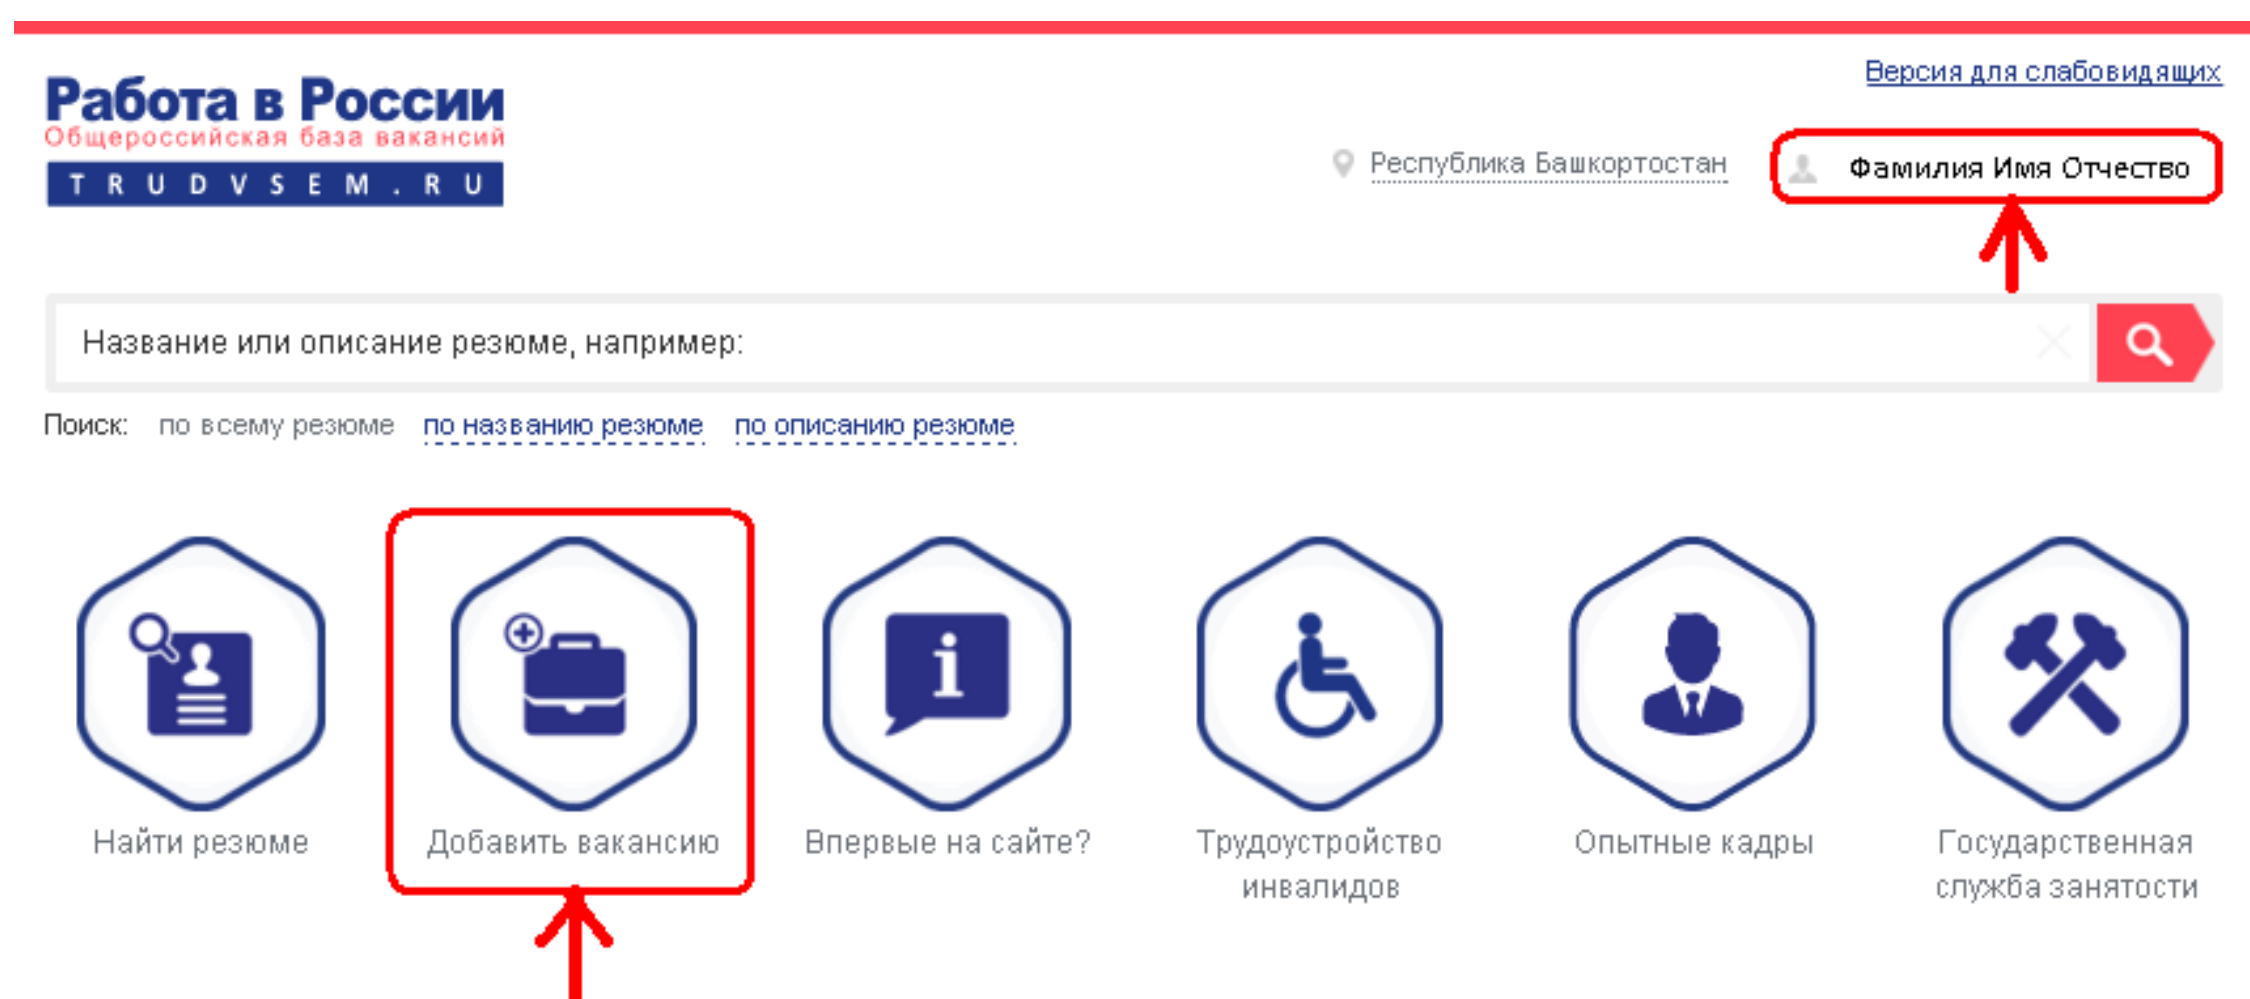 Версия для слабовидящих
Работа в России
Общероссийская база вакансий
TRUDVSEM.RU
Республика Башкортостан
Фамилия Имя Отчество
Название или описание резюме, например:
Поиск: по всему резюме по названию резюме по описанию резюме
Найти резюме
Добавить вакансию
Впервые на сайте?
Трудоустройство
инвалидов
Опытные кадры
Государственная
служба занятости